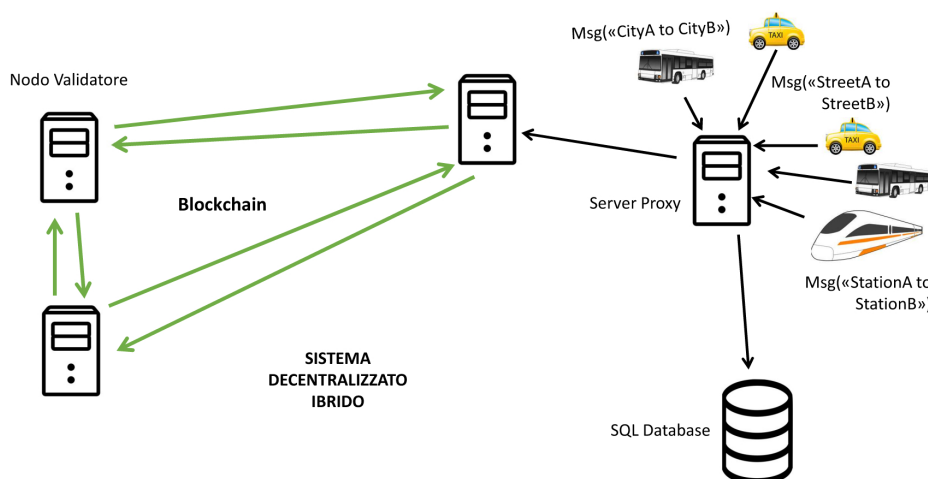 Msg(«CityA to CityB»)
TAXI
Nodo Validatore
Msg(«StreetA to
StreetB»)
TAXI
Blockchain
Server Proxy
Msg(«StationA to
StationB»)
SISTEMA
DECENTRALIZZATO
IBRIDO
SQL Database